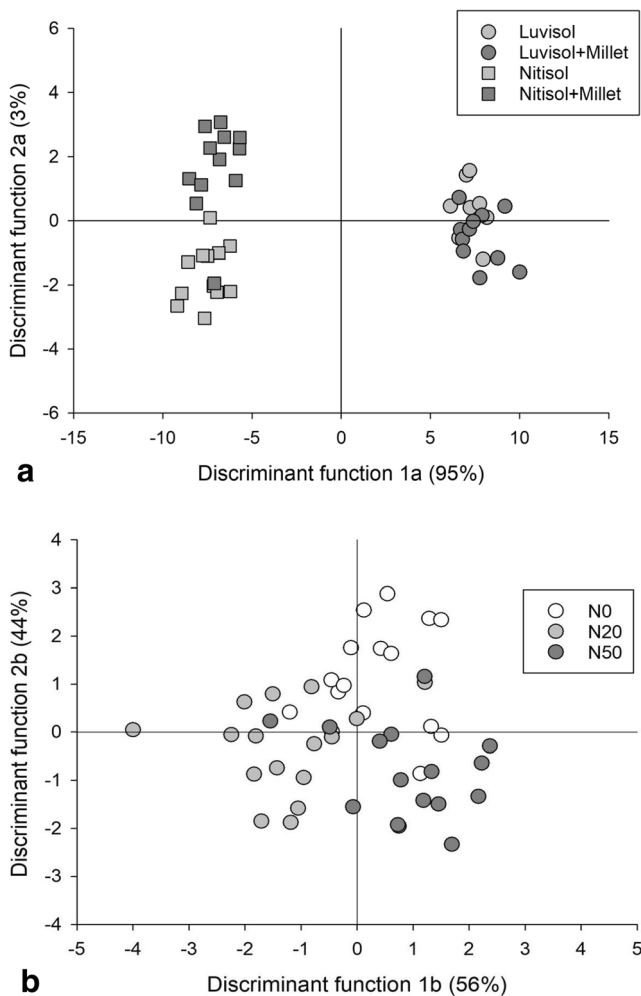 Discriminant function 2a (3%)
6
4
2
0
-2
-4
-6
-15
-10
-5
0
5
10
15
Discriminant function 1a (95%)
Luvisol
Luvisol+Millet
Nitisol
Nitisol+Millet
a
Discriminant function 2b (44%)
4
3
2
1
0
-1
-2
-3
-4
-5
-4
-3
-2
-1
0
1
2
3
4
5
Discriminant function 1b (56%)
N0
N20
N50
b